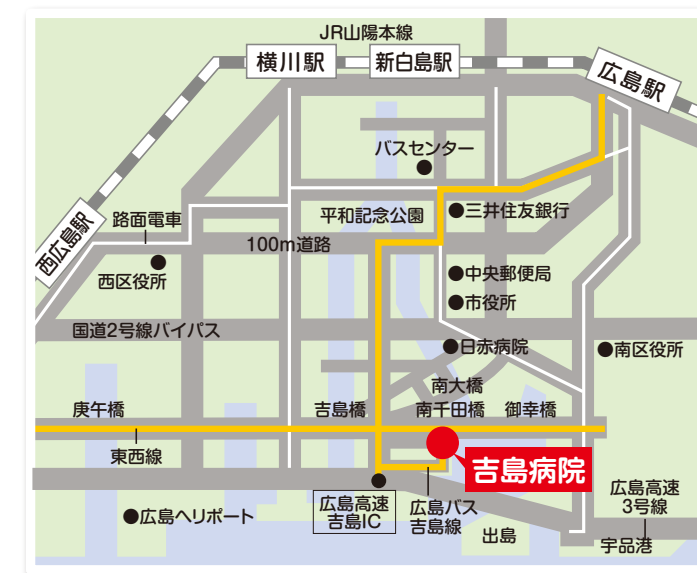 JR山陽本線
横川駅
新白島駅
広島駅
バスセンター
西広島駅
路面電車
平和記念公園
●三井住友銀行
100m道路
西区役所
●中央郵便局
●市役所
国道2号線バイパス
●日赤病院
●南区役所
南大橋
庚午橋
吉島橋
南千田橋
御幸橋
東西線
吉島病院
広島高速
吉島IC
広島バス
吉島線
広島高速
3号線
●広島ヘリポート
出島
宇品港